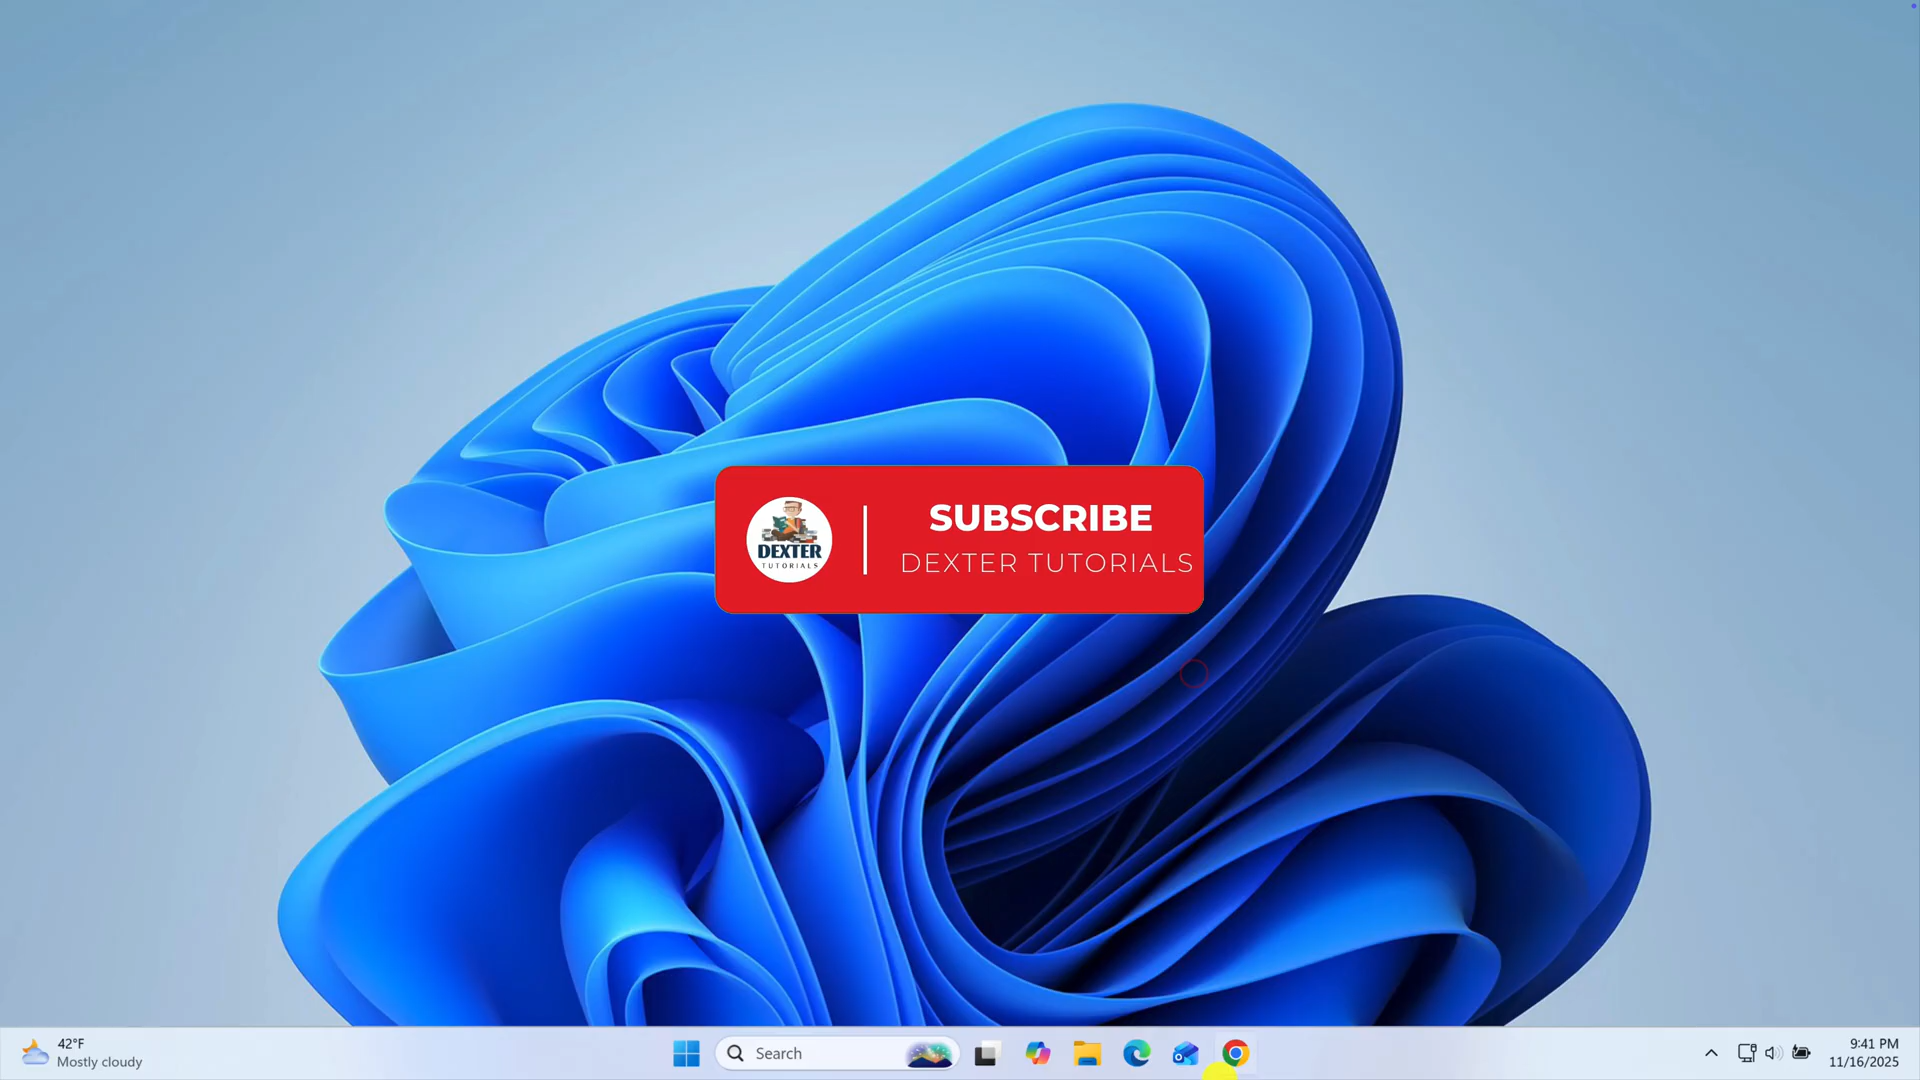 SUBSCRIBE
DEXTER TUTORIALS
DEXTER
TUTORIALS
42°F
Mostly cloudy
Search
9:41 PM
11/16/2025